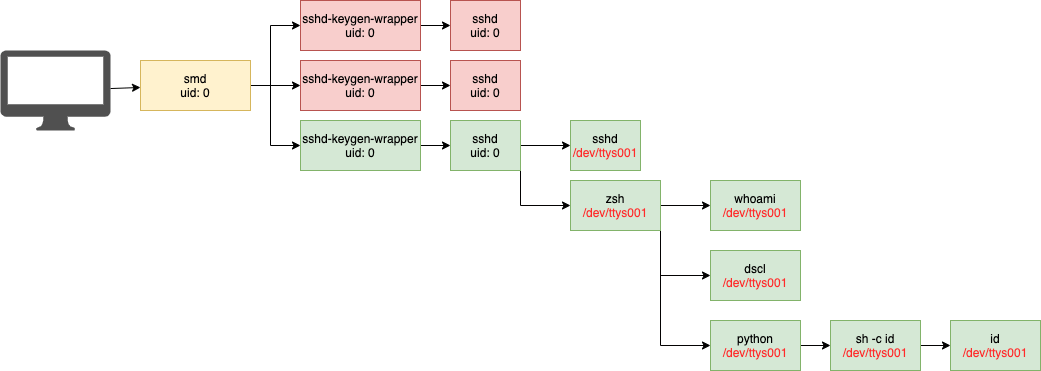 sshd-keygen-wrapper
uid: 0
sshd
uid: 0
smd
uid: 0
sshd-keygen-wrapper
uid: 0
sshd
uid: 0
sshd-keygen-wrapper
uid: 0
sshd
uid: 0
sshd
/dev/ttys001
zsh
/dev/ttys001
whoami
/dev/ttys001
dscl
/dev/ttys001
python
/dev/ttys001
sh -c id
/dev/ttys001
id
/dev/ttys001